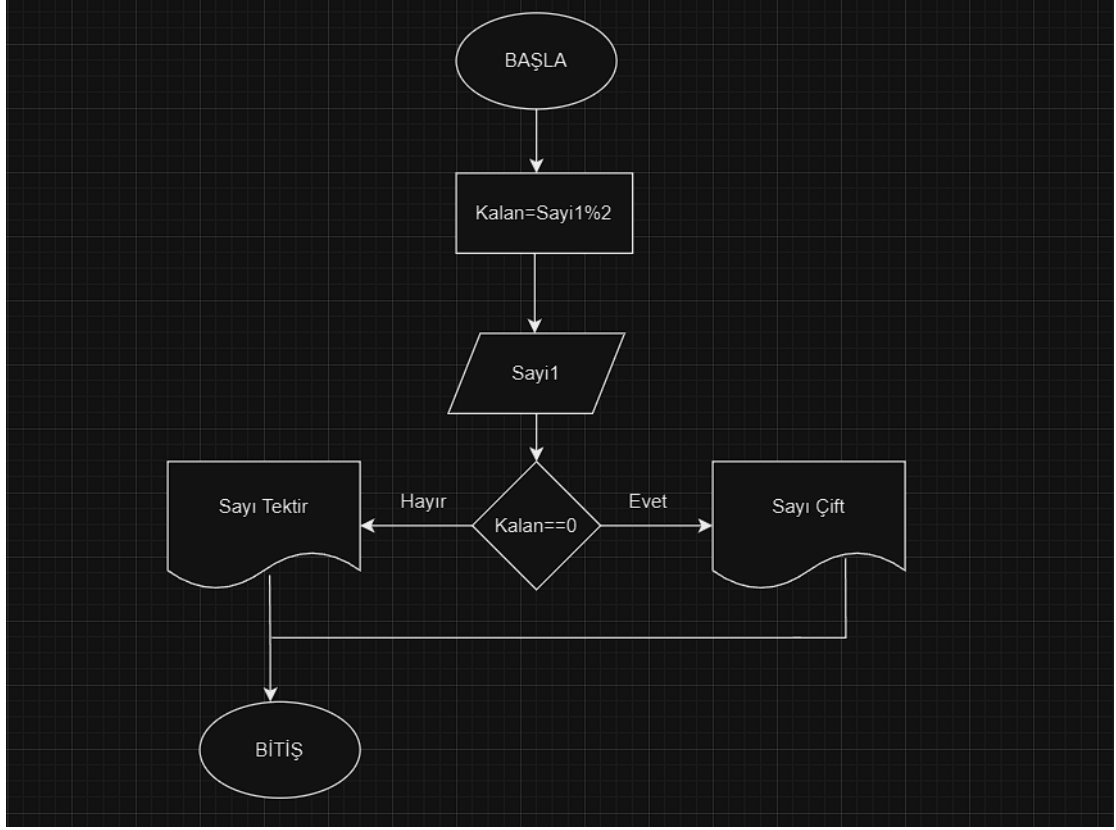 BAŞLA
Kalan=Sayi1%2
Sayi1
Sayı Tektir
Hayır
Kalan==0
Evet
Sayı Çift
BİTİŞ